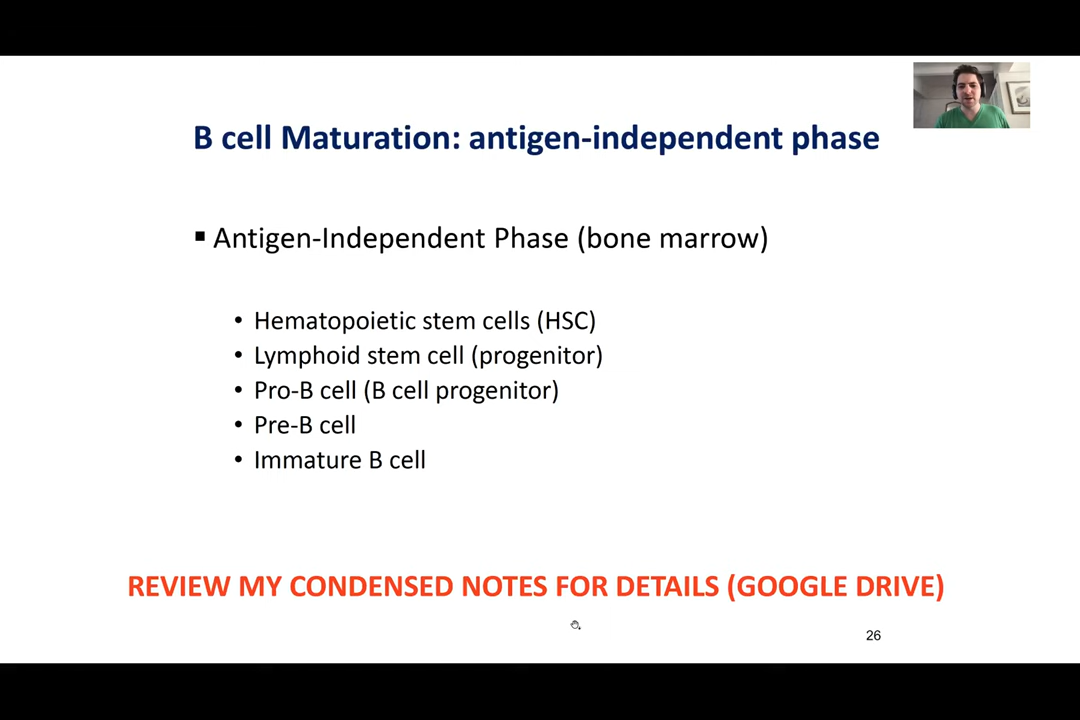 B cell Maturation: antigen-independent phase
▪ Antigen-Independent Phase (bone marrow)
• Hematopoietic stem cells (HSC)
• Lymphoid stem cell (progenitor)
• Pro-B cell (B cell progenitor)
• Pre-B cell
• Immature B cell
REVIEW MY CONDENSED NOTES FOR DETAILS (GOOGLE DRIVE)
26